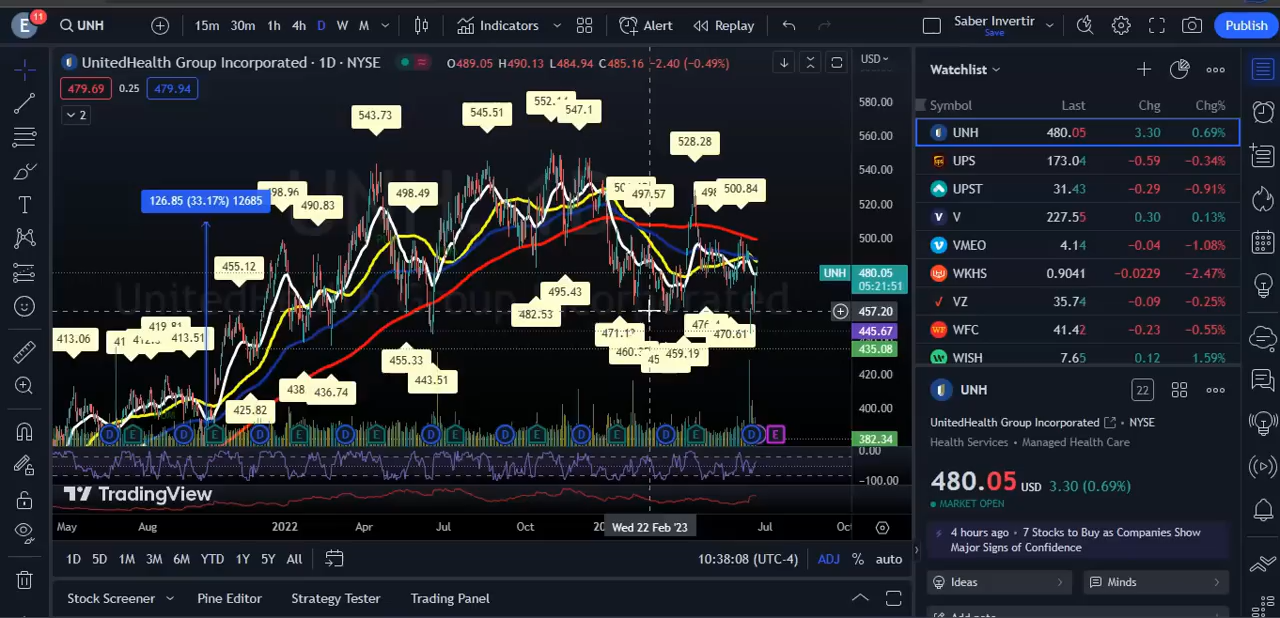 E 11 UNH 15m 30m 1h 4h D W M Indicators Alert Replay Saber Invertir Save Publish
UnitedHealth Group Incorporated · 1D · NYSE O489.05 H490.13 L484.94 C485.16 −2.40 (−0.49%) USD
479.69 0.25 479.94
2
580.00
560.00
540.00
520.00
500.00
UNH 480.05
05:21:51
457.20
445.67
435.08
420.00
400.00
382.34
0.00
−100.00
543.73
545.51
547.1
528.28
126.85 (33.17%) 12685
498.96
490.83
498.49
497.57
500.84
455.12
495.43
482.53
413.06
413.51
471.12
470.61
459.19
455.33
443.51
436.74
425.82
UnitedHealth Group Incorporated
TradingView
May Aug 2022 Apr Jul Oct Wed 22 Feb '23 Jul Oct
1D 5D 1M 3M 6M YTD 1Y 5Y All 10:38:08 (UTC-4) ADJ % auto
Stock Screener Pine Editor Strategy Tester Trading Panel
Watchlist
Symbol Last Chg Chg%
UNH 480.05 3.30 0.69%
UPS 173.04 −0.59 −0.34%
UPST 31.43 −0.29 −0.91%
V 227.55 0.30 0.13%
VMEO 4.14 −0.04 −1.08%
WKHS 0.9041 −0.0229 −2.47%
VZ 35.74 −0.09 −0.25%
WFC 41.42 −0.23 −0.55%
WISH 7.65 0.12 1.59%
UNH 22
UnitedHealth Group Incorporated • NYSE
Health Services • Managed Health Care
480.05 USD 3.30 (0.69%)
MARKET OPEN
4 hours ago • 7 Stocks to Buy as Companies Show
Major Signs of Confidence
Ideas Minds
Add note